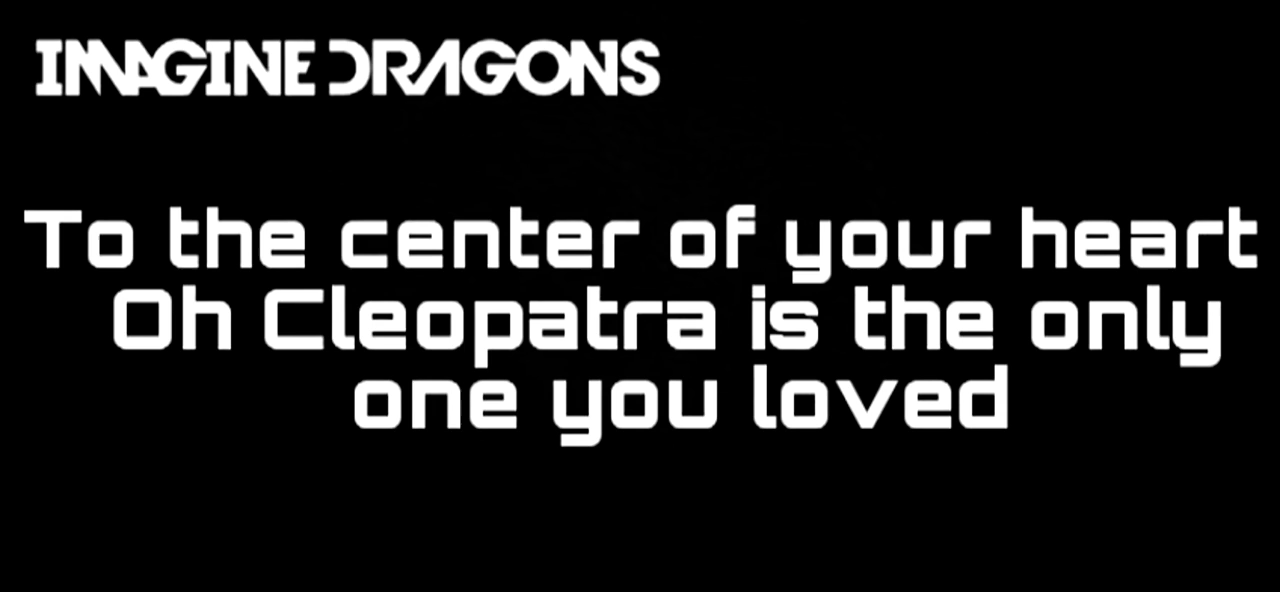 IMAGINE DRAGONS
To the center of your heart
Oh Cleopatra is the only
one you loved